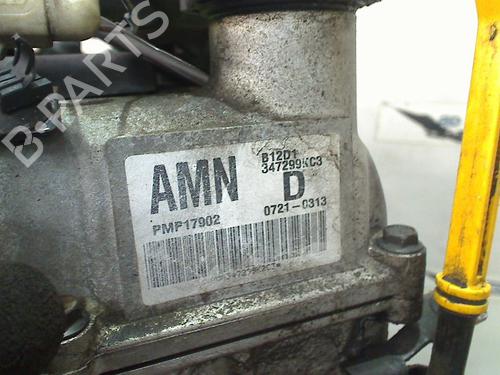 B-PARTS
AMN
B12D1
347299KC3
D
PMP17902
0721-0313